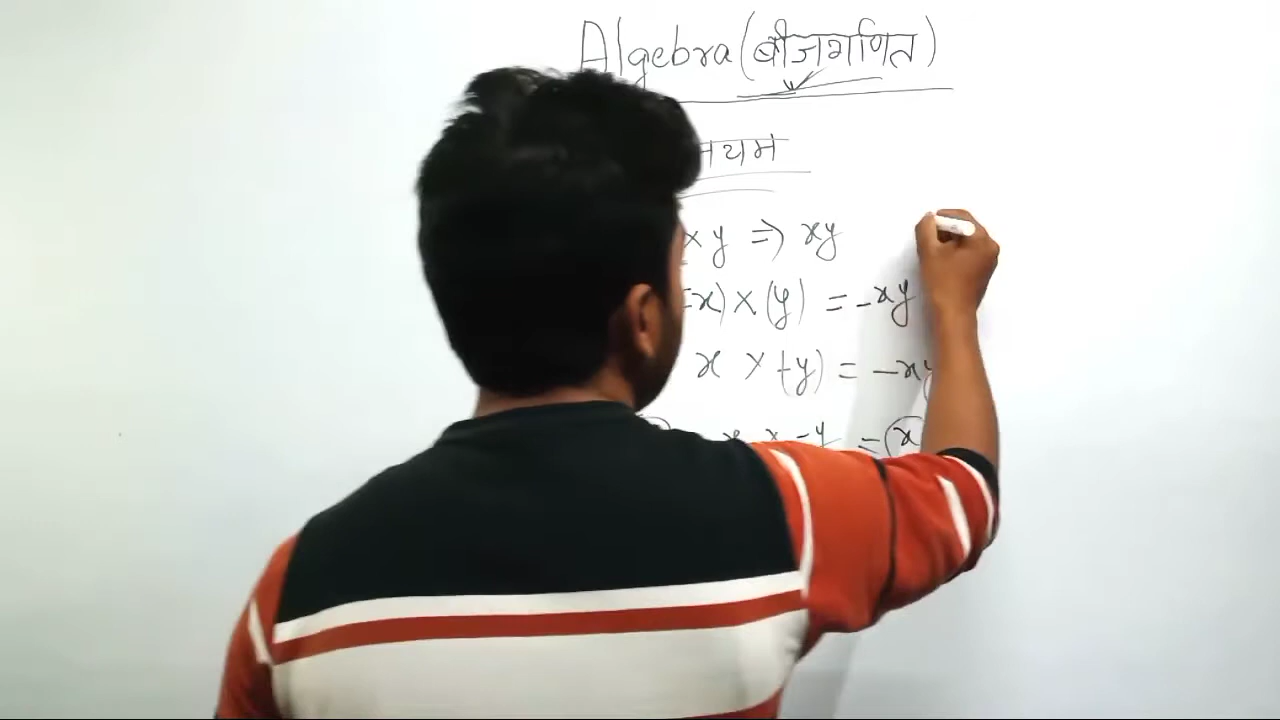 Algebra (बीजगणित)
यम
x y ⇒ xy
x) × (y) = -xy
x × (-y) = -xy
x × -y = x